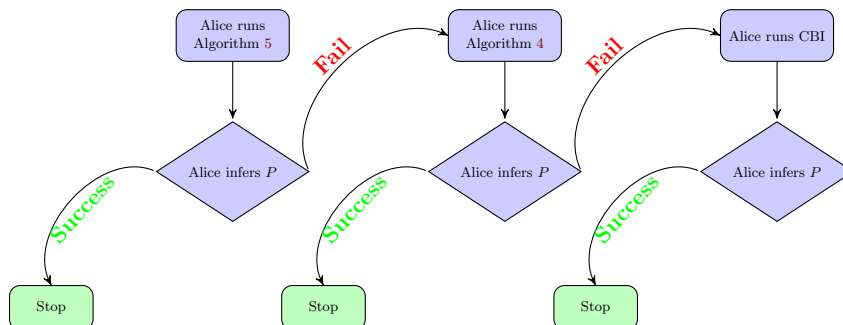 Alice runs
Algorithm 5
Fail
Alice runs
Algorithm 4
Fail
Alice runs CBI
Alice infers P
Alice infers P
Alice infers P
Success
Success
Success
Stop
Stop
Stop